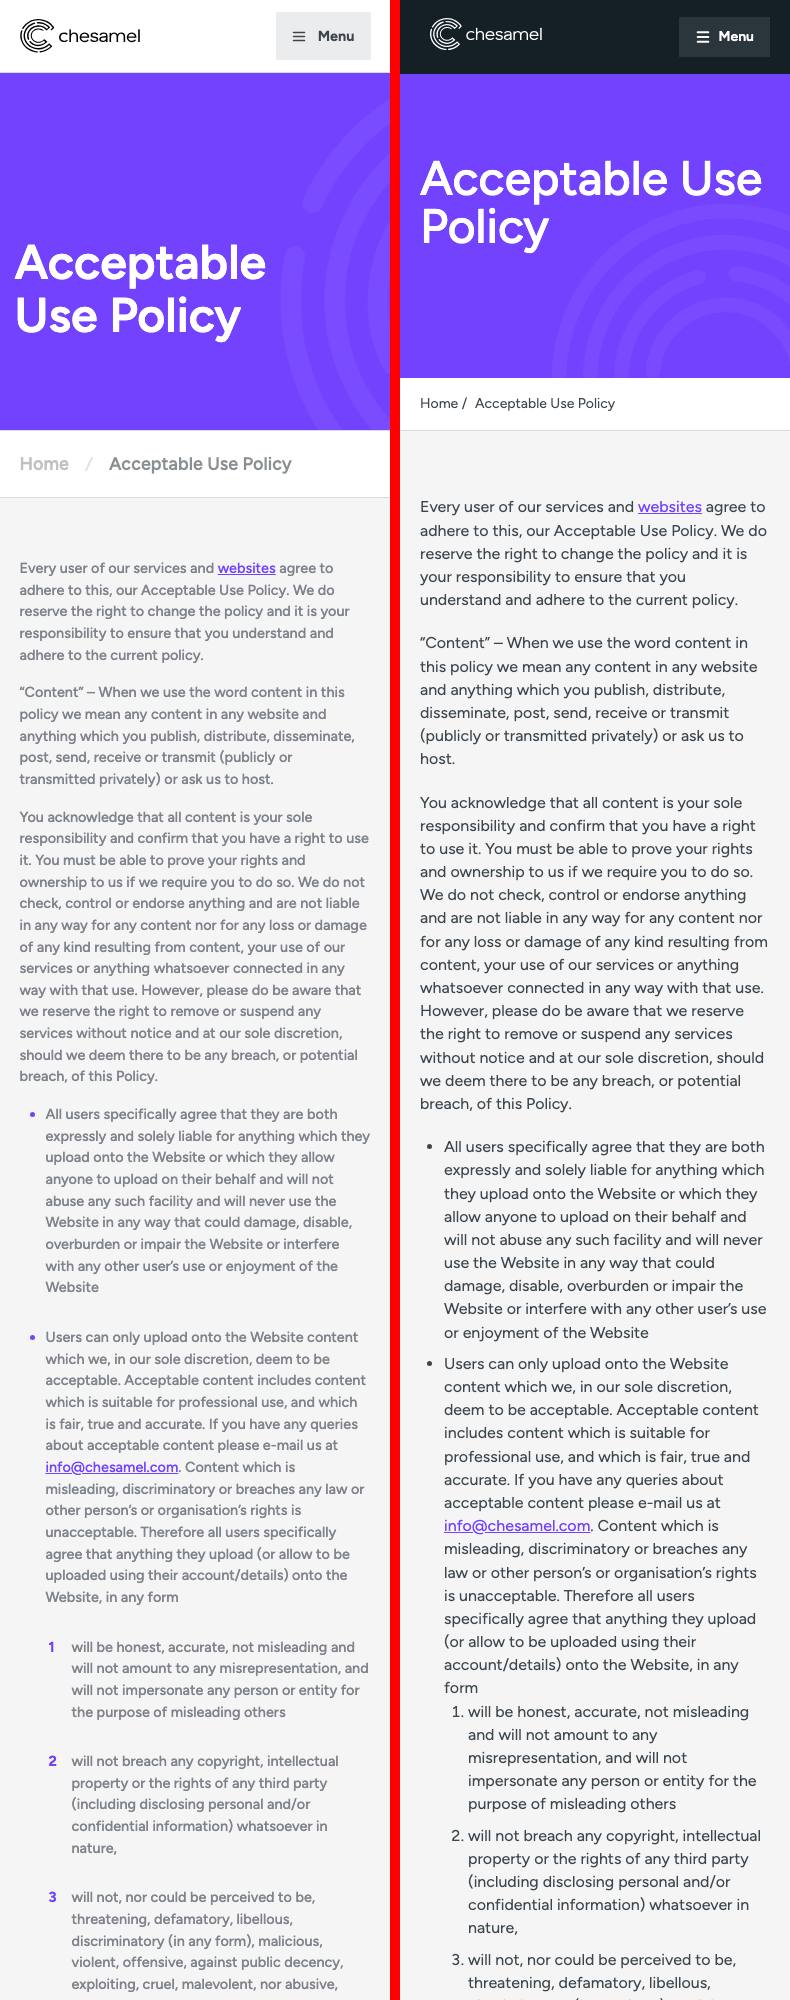 chesamel
Menu
Acceptable
Use Policy
Home / Acceptable Use Policy
Every user of our services and websites agree to
adhere to this, our Acceptable Use Policy. We do
reserve the right to change the policy and it is your
responsibility to ensure that you understand and
adhere to the current policy.
“Content” – When we use the word content in this
policy we mean any content in any website and
anything which you publish, distribute, disseminate,
post, send, receive or transmit (publicly or
transmitted privately) or ask us to host.
You acknowledge that all content is your sole
responsibility and confirm that you have a right to use
it. You must be able to prove your rights and
ownership to us if we require you to do so. We do not
check, control or endorse anything and are not liable
in any way for any content nor for any loss or damage
of any kind resulting from content, your use of our
services or anything whatsoever connected in any
way with that use. However, please do be aware that
we reserve the right to remove or suspend any
services without notice and at our sole discretion,
should we deem there to be any breach, or potential
breach, of this Policy.
• All users specifically agree that they are both
expressly and solely liable for anything which they
upload onto the Website or which they allow
anyone to upload on their behalf and will not
abuse any such facility and will never use the
Website in any way that could damage, disable,
overburden or impair the Website or interfere
with any other user’s use or enjoyment of the
Website
• Users can only upload onto the Website content
which we, in our sole discretion, deem to be
acceptable. Acceptable content includes content
which is suitable for professional use, and which
is fair, true and accurate. If you have any queries
about acceptable content please e-mail us at
info@chesamel.com. Content which is
misleading, discriminatory or breaches any law or
other person’s or organisation’s rights is
unacceptable. Therefore all users specifically
agree that anything they upload (or allow to be
uploaded using their account/details) onto the
Website, in any form
1 will be honest, accurate, not misleading and
will not amount to any misrepresentation, and
will not impersonate any person or entity for
the purpose of misleading others
2 will not breach any copyright, intellectual
property or the rights of any third party
(including disclosing personal and/or
confidential information) whatsoever in
nature,
3 will not, nor could be perceived to be,
threatening, defamatory, libellous,
discriminatory (in any form), malicious,
violent, offensive, against public decency,
exploiting, cruel, malevolent, nor abusive,
chesamel
Menu
Acceptable Use
Policy
Home / Acceptable Use Policy
Every user of our services and websites agree to
adhere to this, our Acceptable Use Policy. We do
reserve the right to change the policy and it is
your responsibility to ensure that you
understand and adhere to the current policy.
“Content” – When we use the word content in
this policy we mean any content in any website
and anything which you publish, distribute,
disseminate, post, send, receive or transmit
(publicly or transmitted privately) or ask us to
host.
You acknowledge that all content is your sole
responsibility and confirm that you have a right
to use it. You must be able to prove your rights
and ownership to us if we require you to do so.
We do not check, control or endorse anything
and are not liable in any way for any content nor
for any loss or damage of any kind resulting from
content, your use of our services or anything
whatsoever connected in any way with that use.
However, please do be aware that we reserve
the right to remove or suspend any services
without notice and at our sole discretion, should
we deem there to be any breach, or potential
breach, of this Policy.
• All users specifically agree that they are both
expressly and solely liable for anything which
they upload onto the Website or which they
allow anyone to upload on their behalf and
will not abuse any such facility and will never
use the Website in any way that could
damage, disable, overburden or impair the
Website or interfere with any other user’s use
or enjoyment of the Website
• Users can only upload onto the Website
content which we, in our sole discretion,
deem to be acceptable. Acceptable content
includes content which is suitable for
professional use, and which is fair, true and
accurate. If you have any queries about
acceptable content please e-mail us at
info@chesamel.com. Content which is
misleading, discriminatory or breaches any
law or other person’s or organisation’s rights
is unacceptable. Therefore all users
specifically agree that anything they upload
(or allow to be uploaded using their
account/details) onto the Website, in any
form
1. will be honest, accurate, not misleading
and will not amount to any
misrepresentation, and will not
impersonate any person or entity for the
purpose of misleading others
2. will not breach any copyright, intellectual
property or the rights of any third party
(including disclosing personal and/or
confidential information) whatsoever in
nature,
3. will not, nor could be perceived to be,
threatening, defamatory, libellous,